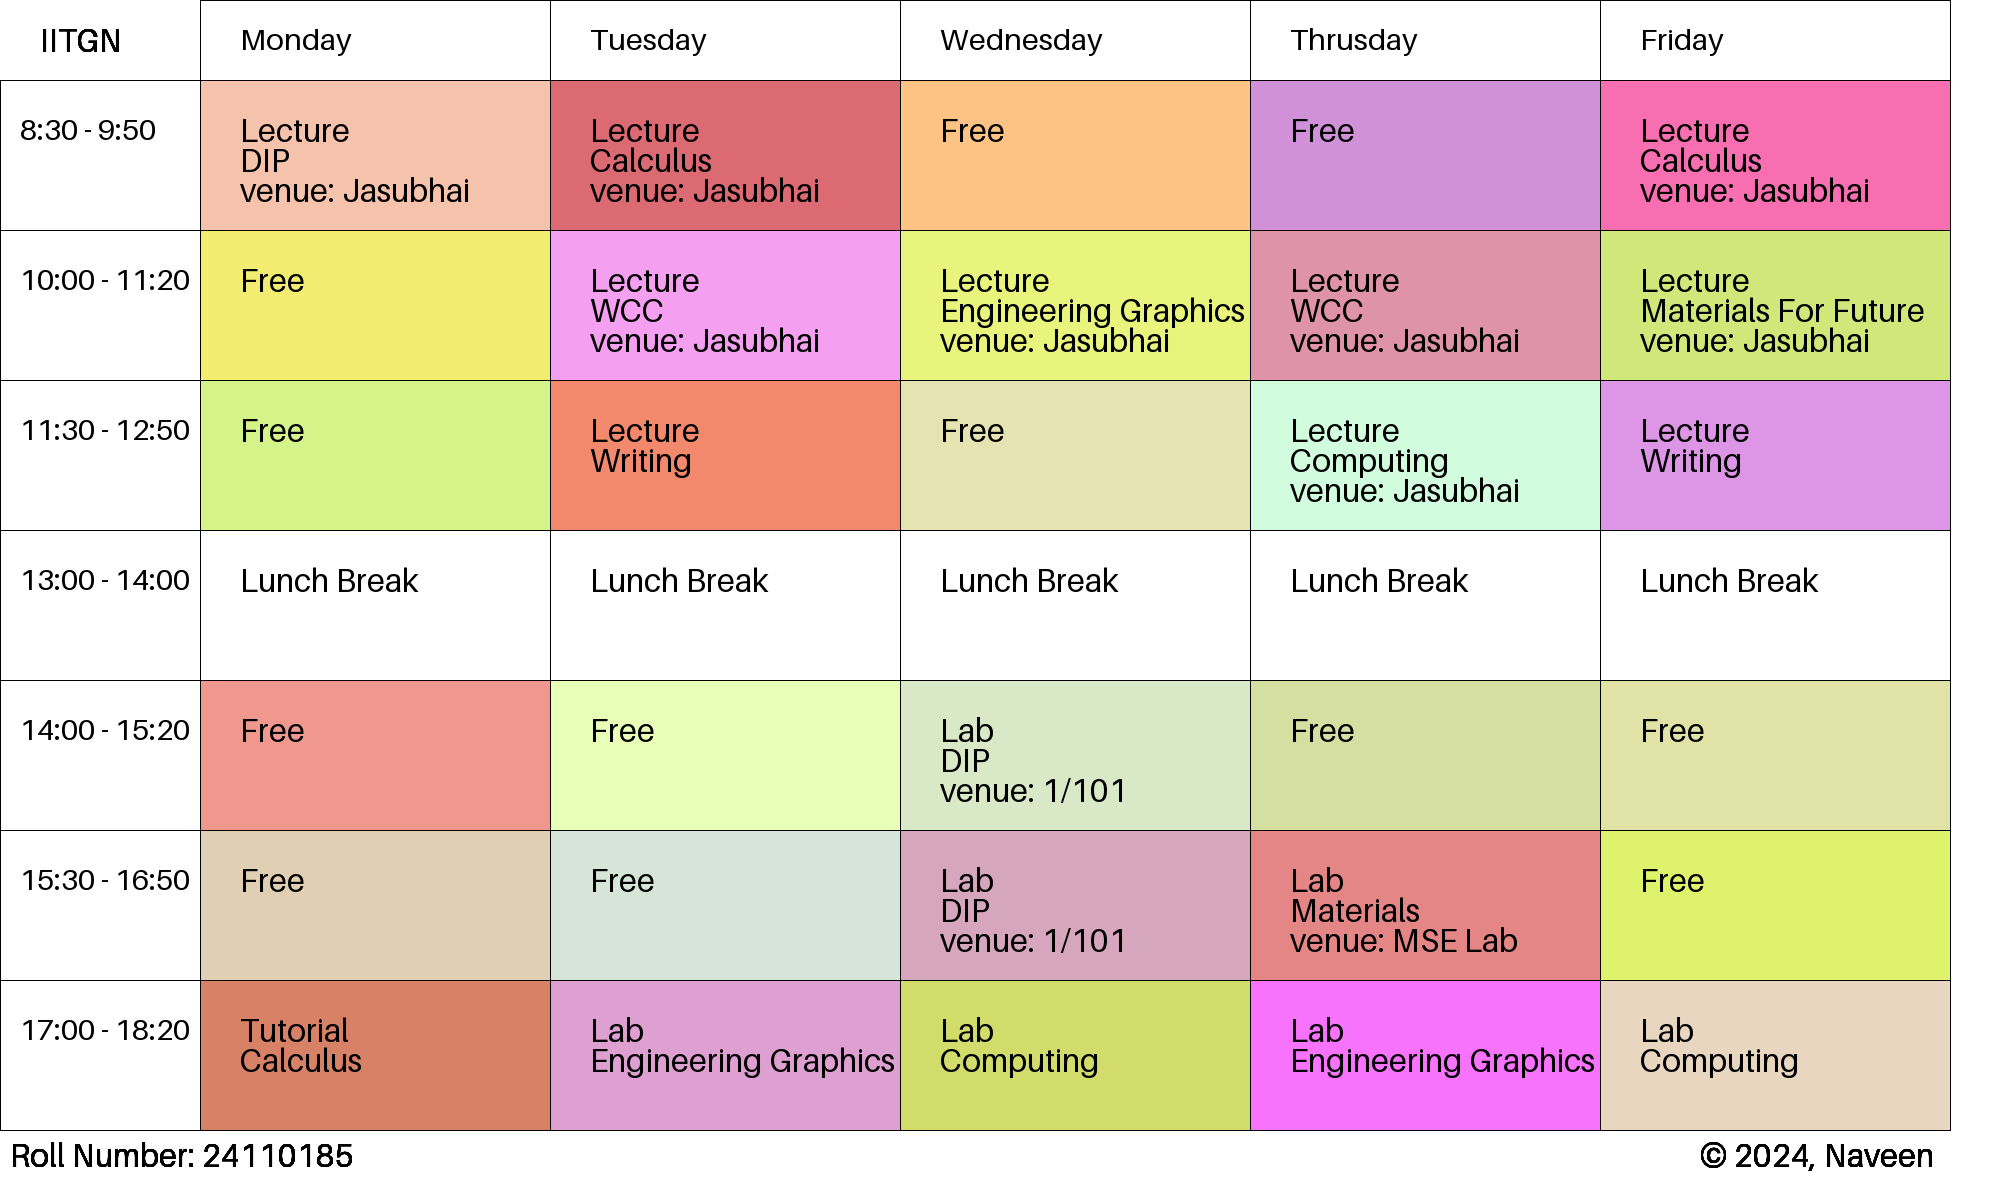 IITGN
Monday
Tuesday
Wednesday
Thrusday
Friday
8:30 - 9:50
Lecture
DIP
venue: Jasubhai
Lecture
Calculus
venue: Jasubhai
Free
Free
Lecture
Calculus
venue: Jasubhai
10:00 - 11:20
Free
Lecture
WCC
venue: Jasubhai
Lecture
Engineering Graphics
venue: Jasubhai
Lecture
WCC
venue: Jasubhai
Lecture
Materials For Future
venue: Jasubhai
11:30 - 12:50
Free
Lecture
Writing
Free
Lecture
Computing
venue: Jasubhai
Lecture
Writing
13:00 - 14:00
Lunch Break
Lunch Break
Lunch Break
Lunch Break
Lunch Break
14:00 - 15:20
Free
Free
Lab
DIP
venue: 1/101
Free
Free
15:30 - 16:50
Free
Free
Lab
DIP
venue: 1/101
Lab
Materials
venue: MSE Lab
Free
17:00 - 18:20
Tutorial
Calculus
Lab
Engineering Graphics
Lab
Computing
Lab
Engineering Graphics
Lab
Computing
Roll Number: 24110185
© 2024, Naveen